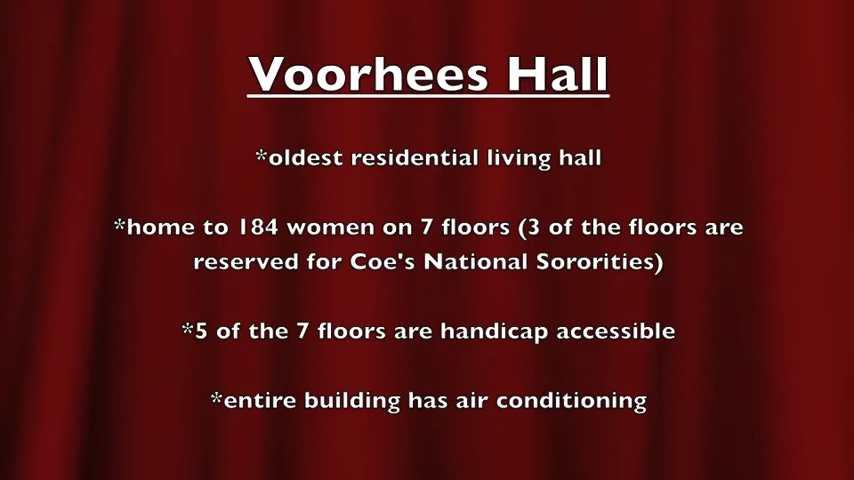 Voorhees Hall
*oldest residential living hall
*home to 184 women on 7 floors (3 of the floors are
reserved for Coe's National Sororities)
*5 of the 7 floors are handicap accessible
*entire building has air conditioning